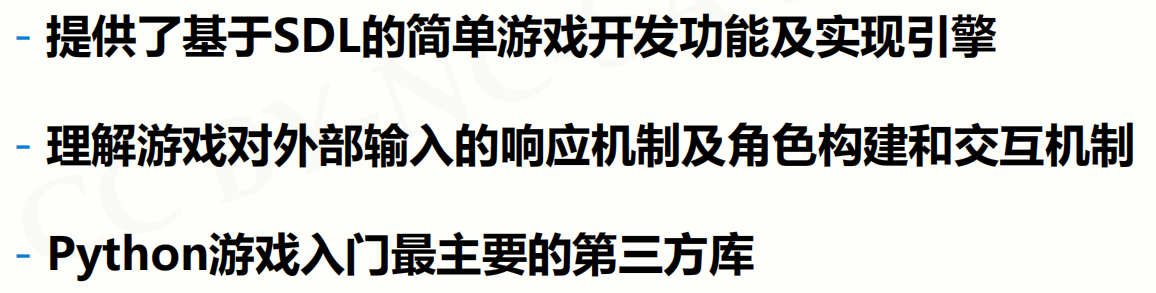 - 提供了基于SDL的简单游戏开发功能及实现引擎
- 理解游戏对外部输入的响应机制及角色构建和交互机制
- Python游戏入门最主要的第三方库
CC BY-NC-